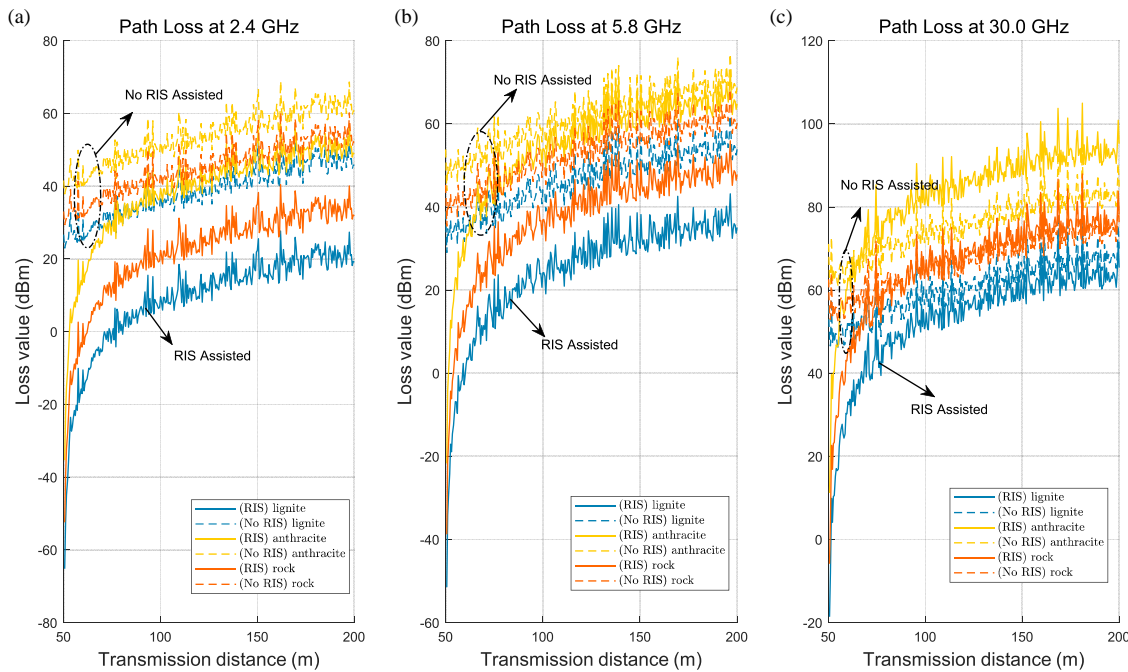 (a)
Path Loss at 2.4 GHz
80
60
40
20
0
-20
-40
-60
-80
Loss value (dBm)
No RIS Assisted
RIS Assisted
(RIS) lignite
(No RIS) lignite
(RIS) anthracite
(No RIS) anthracite
(RIS) rock
(No RIS) rock
50
100
150
200
Transmission distance (m)
(b)
Path Loss at 5.8 GHz
80
60
40
20
0
-20
-40
-60
Loss value (dBm)
No RIS Assisted
RIS Assisted
(RIS) lignite
(No RIS) lignite
(RIS) anthracite
(No RIS) anthracite
(RIS) rock
(No RIS) rock
50
100
150
200
Transmission distance (m)
(c)
Path Loss at 30.0 GHz
120
100
80
60
40
20
0
-20
Loss value (dBm)
No RIS Assisted
RIS Assisted
(RIS) lignite
(No RIS) lignite
(RIS) anthracite
(No RIS) anthracite
(RIS) rock
(No RIS) rock
50
100
150
200
Transmission distance (m)